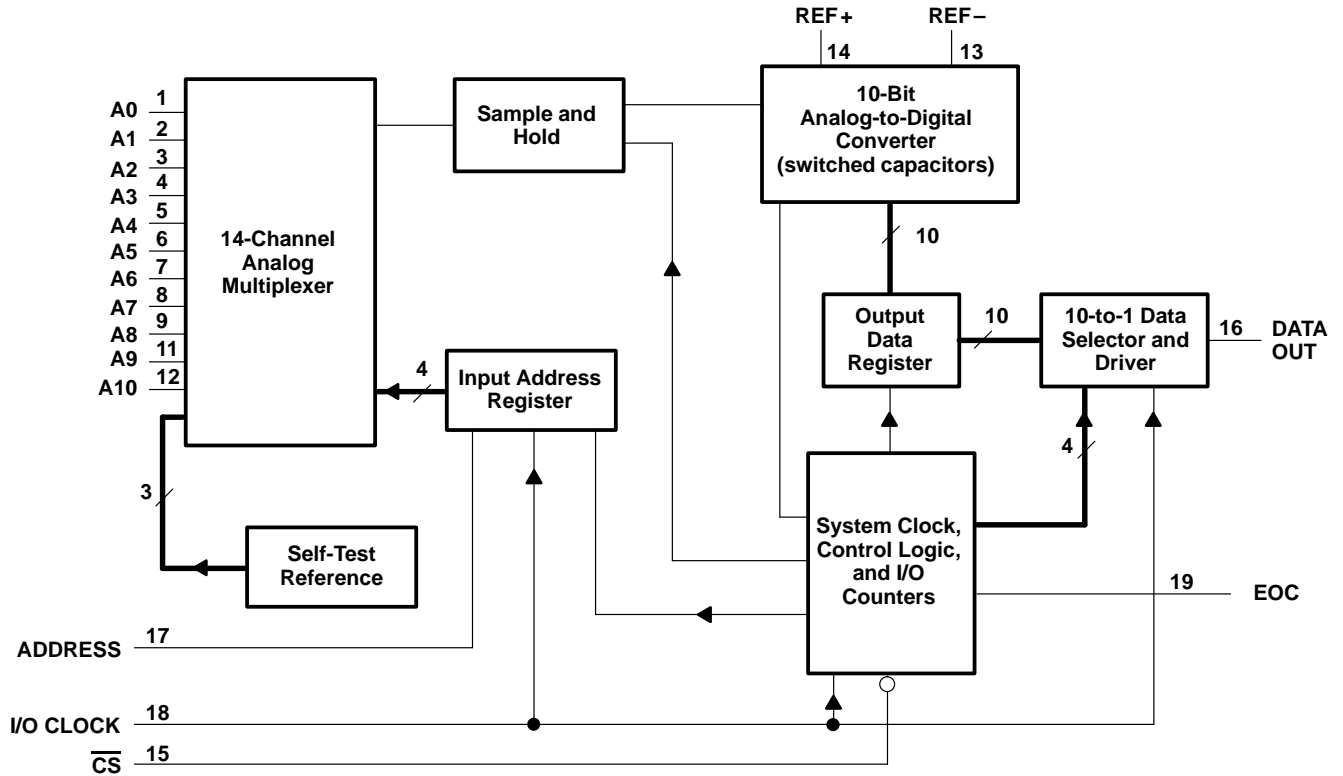 REF+
REF−
14
13
10-Bit
Analog-to-Digital
Converter
(switched capacitors)
Sample and
Hold
A0 1
A1 2
A2 3
A3 4
A4 5
A5 6
A6 7
A7 8
A8 9
A9 11
A10 12
14-Channel
Analog
Multiplexer
10
Output
Data
Register
10
10-to-1 Data
Selector and
Driver
16
DATA
OUT
4
Input Address
Register
4
3
Self-Test
Reference
System Clock,
Control Logic,
and I/O
Counters
19
EOC
ADDRESS 17
I/O CLOCK 18
C̅S̅ 15